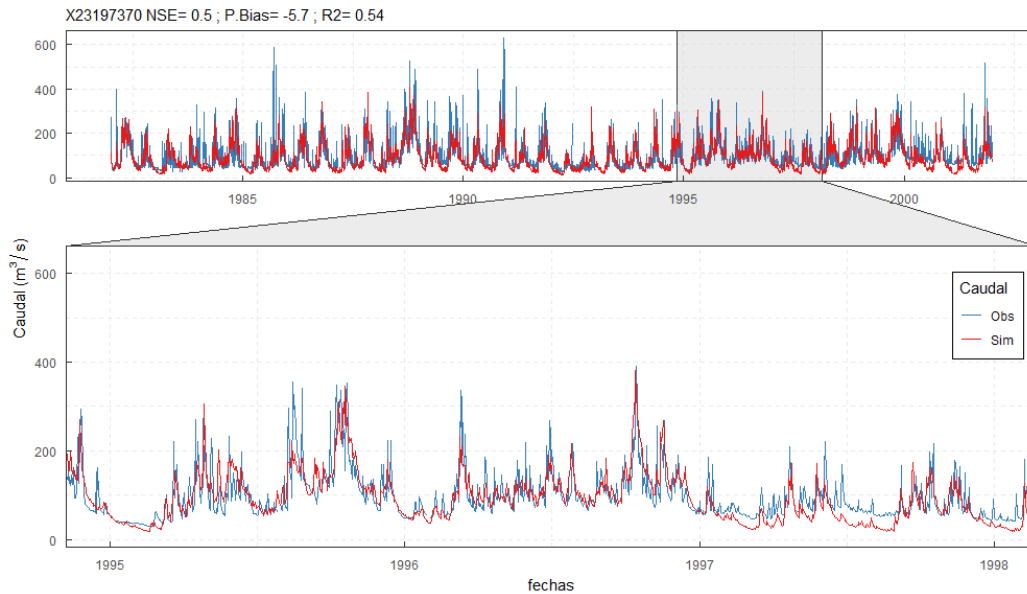 X23197370 NSE= 0.5 ; P.Bias= -5.7 ; R2= 0.54
600
400
200
0
1985
1990
1995
2000
Caudal (m³/ s)
600
400
200
0
Caudal
Obs
Sim
1995
1996
1997
1998
fechas